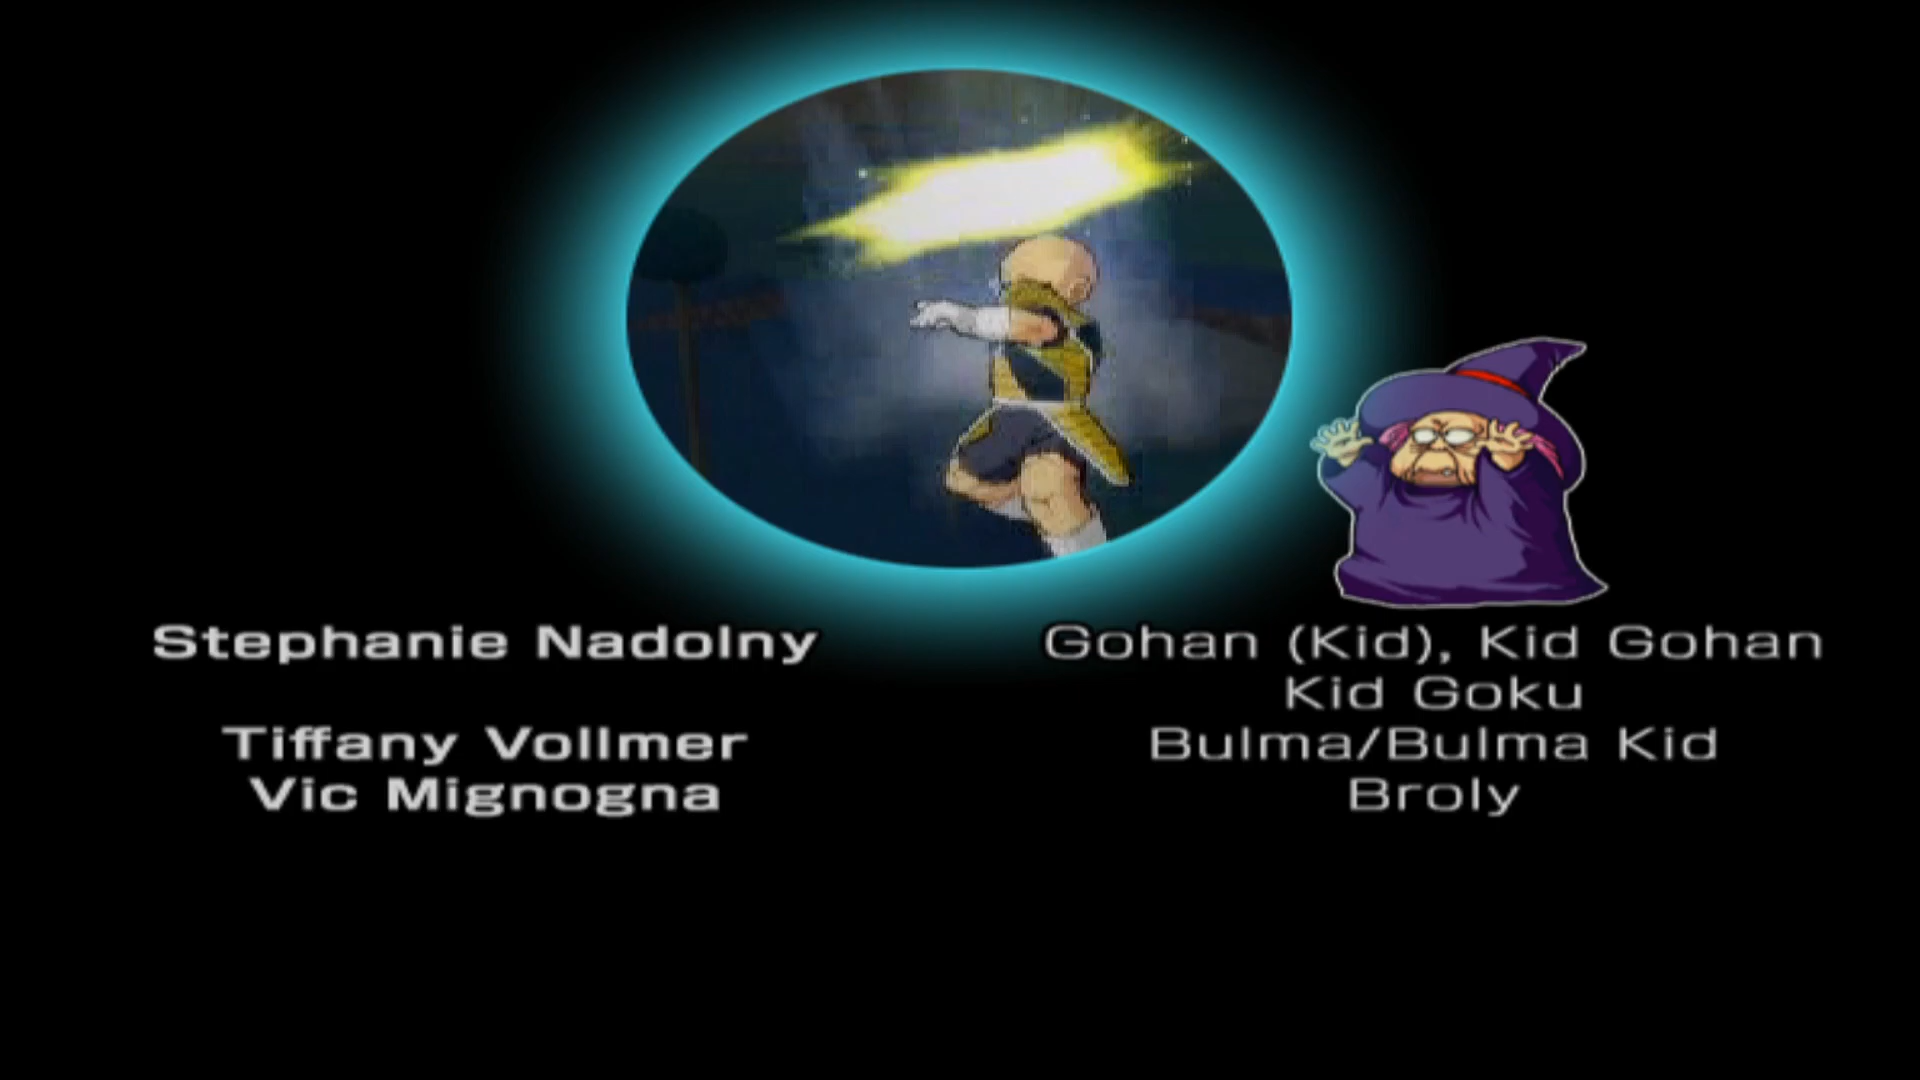 Stephanie Nadolny Gohan (Kid), Kid Gohan
Kid Goku
Tiffany Vollmer Bulma/Bulma Kid
Vic Mignogna Broly